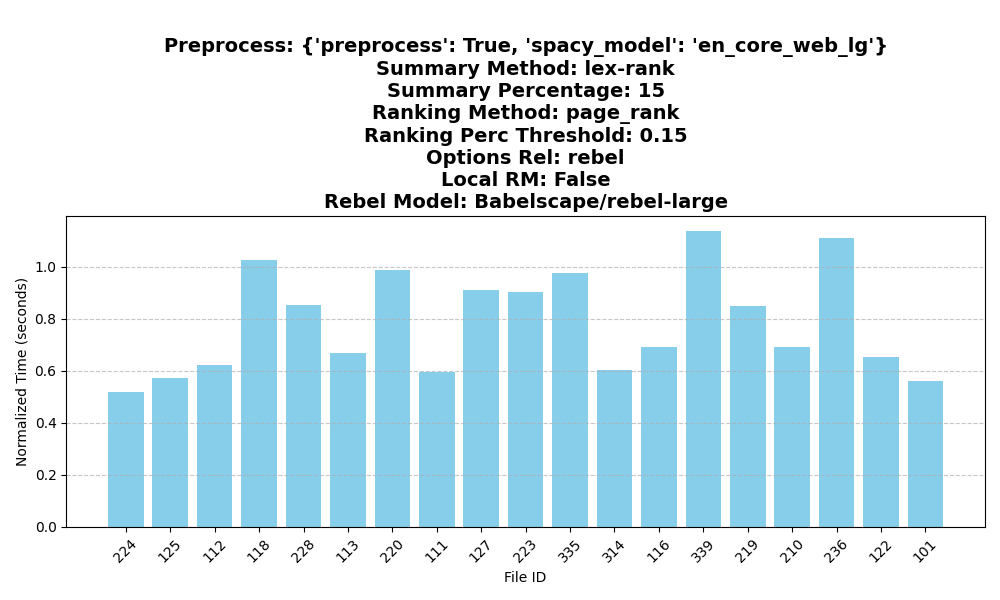 Preprocess: {'preprocess': True, 'spacy_model': 'en_core_web_lg'}
Summary Method: lex-rank
Summary Percentage: 15
Ranking Method: page_rank
Ranking Perc Threshold: 0.15
Options Rel: rebel
Local RM: False
Rebel Model: Babelscape/rebel-large
Normalized Time (seconds)
1.0
0.8
0.6
0.4
0.2
0.0
224 125 112 118 228 113 220 111 127 223 335 314 116 339 219 210 236 122 101
File ID